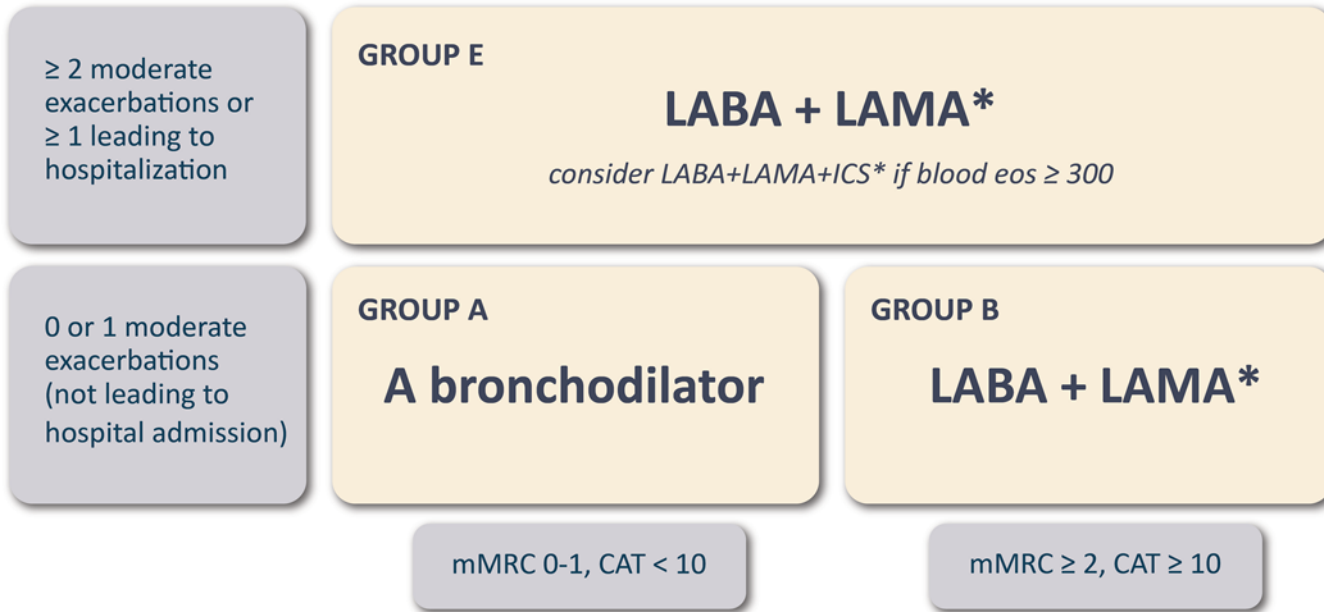 ≥ 2 moderate
exacerbations or
≥ 1 leading to
hospitalization
GROUP E
LABA + LAMA*
consider LABA+LAMA+ICS* if blood eos ≥ 300
0 or 1 moderate
exacerbations
(not leading to
hospital admission)
GROUP A
A bronchodilator
GROUP B
LABA + LAMA*
mMRC 0-1, CAT < 10
mMRC ≥ 2, CAT ≥ 10